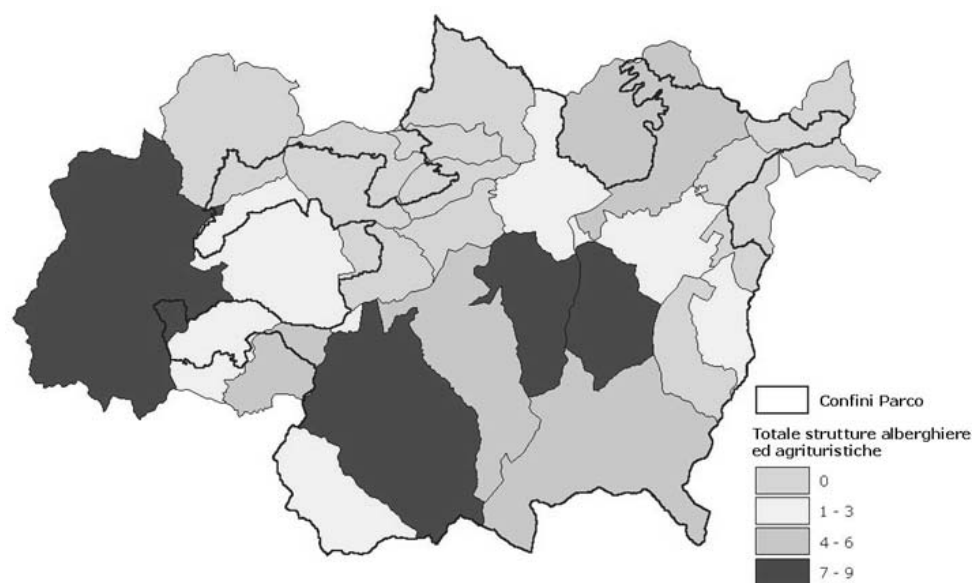 Confini Parco
Totale strutture alberghiere
ed agrituristiche
0
1 - 3
4 - 6
7 - 9